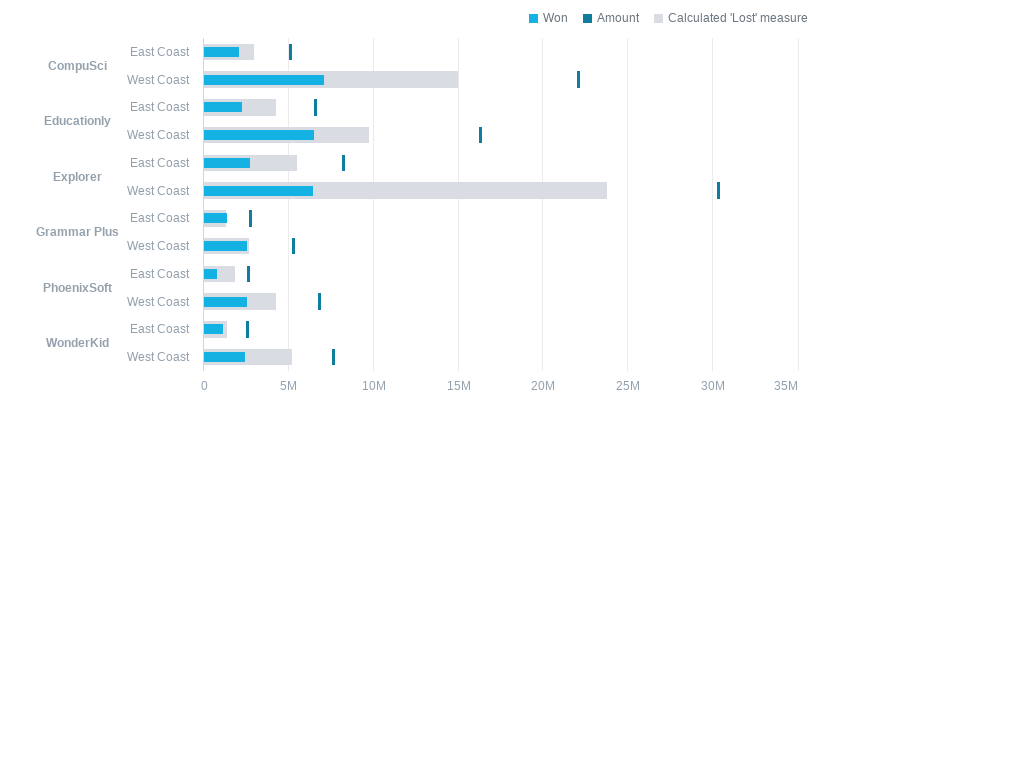 Won Amount Calculated 'Lost' measure
CompuSci
East Coast
West Coast
Educationly
East Coast
West Coast
Explorer
East Coast
West Coast
Grammar Plus
East Coast
West Coast
PhoenixSoft
East Coast
West Coast
WonderKid
East Coast
West Coast
0 5M 10M 15M 20M 25M 30M 35M